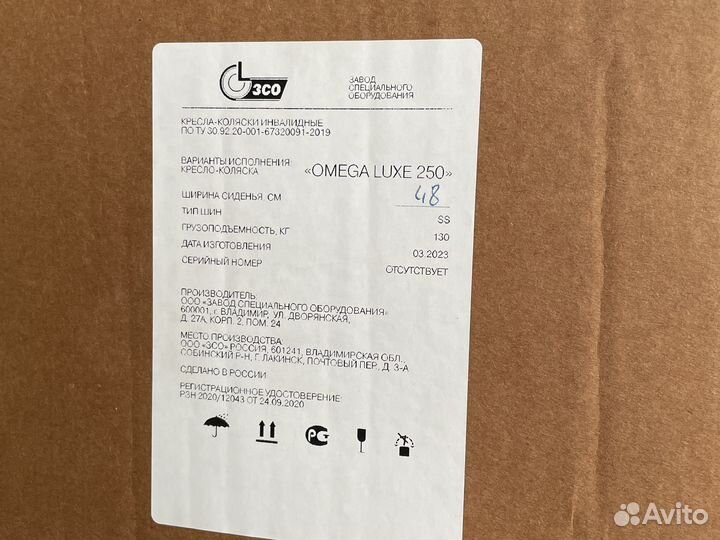 ЗСО
ЗАВОД
СПЕЦИАЛЬНОГО
ОБОРУДОВАНИЯ
КРЕСЛА-КОЛЯСКИ ИНВАЛИДНЫЕ
ПО ТУ 30.92.20-001-67320091-2019
ВАРИАНТЫ ИСПОЛНЕНИЯ:
КРЕСЛО-КОЛЯСКА «OMEGA LUXE 250»
ШИРИНА СИДЕНЬЯ, СМ 48
ТИП ШИН SS
ГРУЗОПОДЪЕМНОСТЬ, КГ 130
ДАТА ИЗГОТОВЛЕНИЯ 03.2023
СЕРИЙНЫЙ НОМЕР ОТСУТСТВУЕТ
ПРОИЗВОДИТЕЛЬ:
ООО «ЗАВОД СПЕЦИАЛЬНОГО ОБОРУДОВАНИЯ»
600001, г. ВЛАДИМИР, УЛ. ДВОРЯНСКАЯ,
Д. 27А, КОРП. 2, ПОМ. 24
МЕСТО ПРОИЗВОДСТВА:
ООО «ЗСО» РОССИЯ, 601241, ВЛАДИМИРСКАЯ ОБЛ.,
СОБИНСКИЙ Р-Н, Г. ЛАКИНСК, ПОЧТОВЫЙ ПЕР., Д. 3-А
СДЕЛАНО В РОССИИ
РЕГИСТРАЦИОННОЕ УДОСТОВЕРЕНИЕ:
РЗН 2020/12043 ОТ 24.09.2020
РСТ
Avito